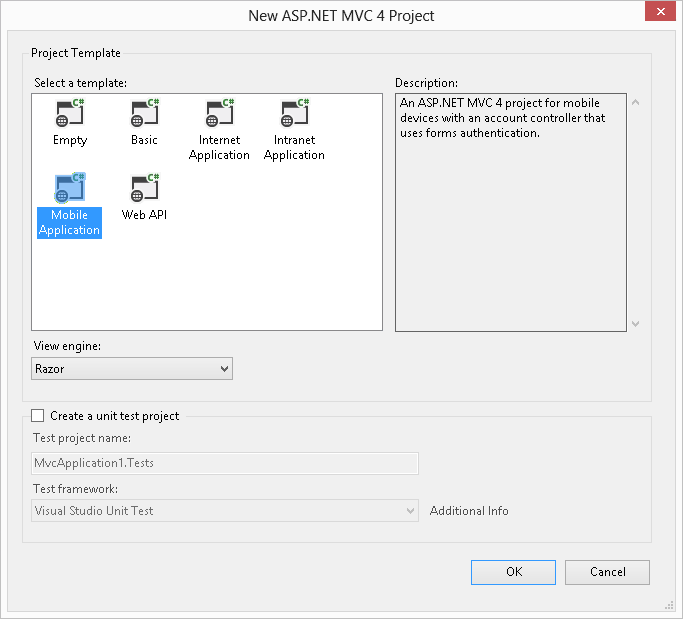 New ASP.NET MVC 4 Project
Project Template
Select a template:
Description:
C#
C#
C#
C#
Empty
Basic
Internet
Application
Intranet
Application
C#
C#
Mobile
Application
Web API
An ASP.NET MVC 4 project for mobile
devices with an account controller that
uses forms authentication.
View engine:
Razor
Create a unit test project
Test project name:
MvcApplication1.Tests
Test framework:
Visual Studio Unit Test
Additional Info
OK
Cancel